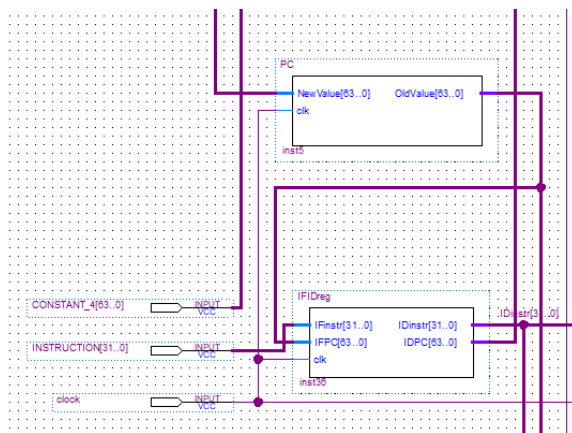 PC
NewValue[63..0] OldValue[63..0]
clk
inst5
IFIDreg
CONSTANT_4[63..0] INPUT
VCC
IDinstr[31..0]
IFinstr[31..0] IDinstr[31..0]
INSTRUCTION[31..0] INPUT
VCC
IFPC[63..0] IDPC[63..0]
clk
inst36
clock INPUT
VCC